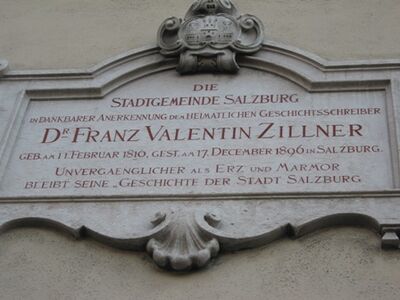 DIE
STADTGEMEINDE SALZBURG
IN DANKBARER ANERKENNUNG DEM HEIMATLICHEN GESCHICHTSSCHREIBER
DR FRANZ VALENTIN ZILLNER
GEB. AM 11. FEBRUAR 1816, GEST. AM 17. DECEMBER 1896 IN SALZBURG.
UNVERGAENGLICHER ALS ERZ UND MARMOR
BLEIBT SEINE „GESCHICHTE DER STADT SALZBURG